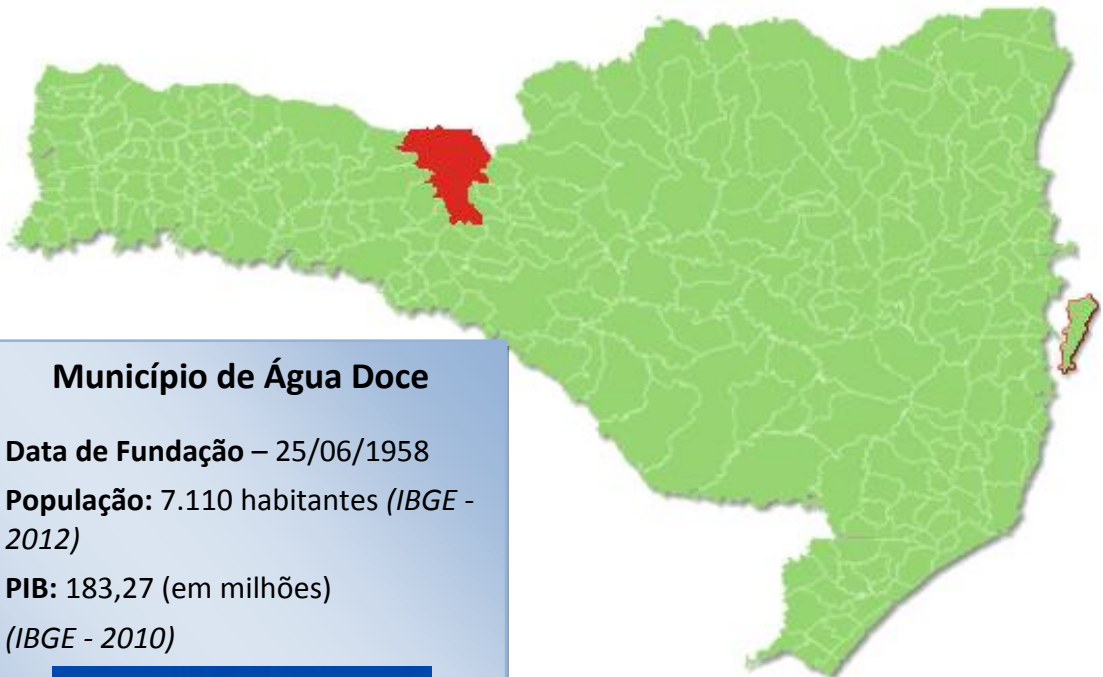 Município de Água Doce
Data de Fundação – 25/06/1958
População: 7.110 habitantes (IBGE -
2012)
PIB: 183,27 (em milhões)
(IBGE - 2010)